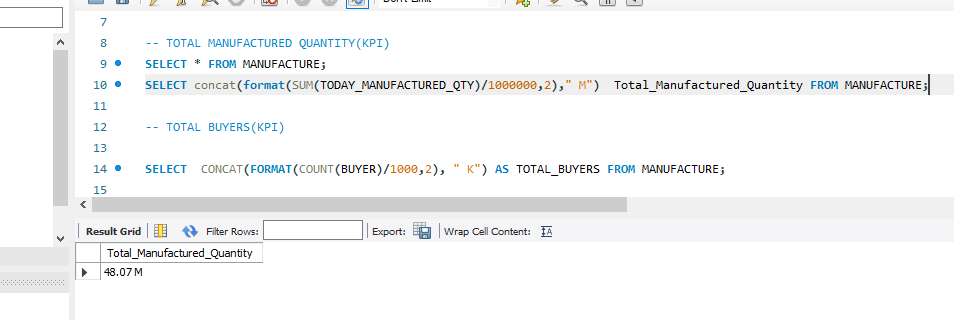 Don't Limit
7
8 -- TOTAL MANUFACTURED QUANTITY(KPI)
9 SELECT * FROM MANUFACTURE;
10 SELECT concat(format(SUM(TODAY_MANUFACTURED_QTY)/1000000,2)," M")  Total_Manufactured_Quantity FROM MANUFACTURE;
11
12 -- TOTAL BUYERS(KPI)
13
14 SELECT  CONCAT(FORMAT(COUNT(BUYER)/1000,2), " K") AS TOTAL_BUYERS FROM MANUFACTURE;
15
Result Grid Filter Rows: Export: Wrap Cell Content:
Total_Manufactured_Quantity
48.07 M